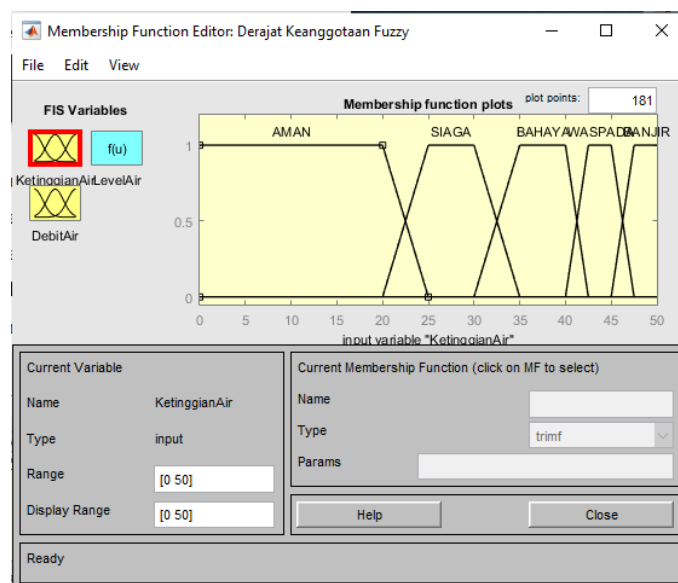 Membership Function Editor: Derajat Keanggotaan Fuzzy
File Edit View
FIS Variables
f(u)
KetinggianAir LevelAir
DebitAir
Membership function plots
plot points: 181
AMAN SIAGA BAHAYA WASPADA BANJIR
1
0.5
0
0 5 10 15 20 25 30 35 40 45 50
input variable "KetinggianAir"
Current Variable
Name KetinggianAir
Type input
Range [0 50]
Display Range [0 50]
Current Membership Function (click on MF to select)
Name
Type trimf
Params
Help Close
Ready